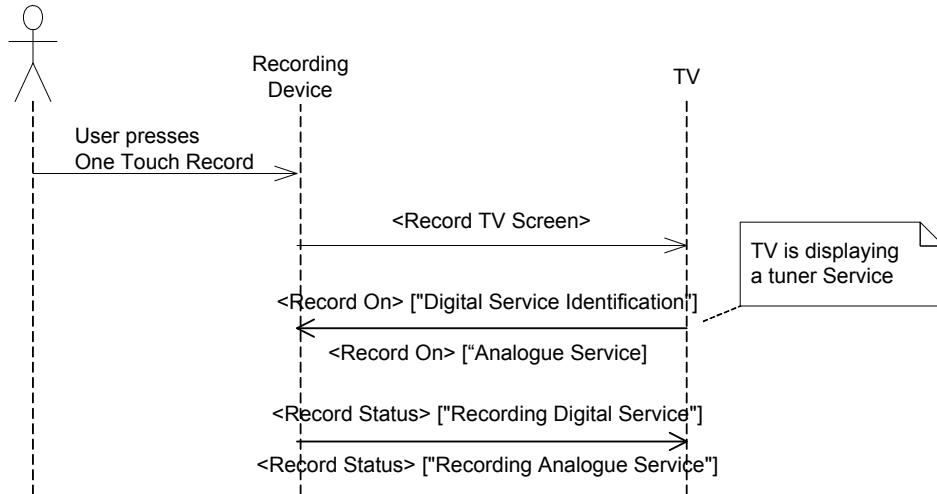 Recording
Device
TV
User presses
One Touch Record
<Record TV Screen>
TV is displaying
a tuner Service
<Record On> ["Digital Service Identification"]
<Record On> [“Analogue Service]
<Record Status> ["Recording Digital Service"]
<Record Status> ["Recording Analogue Service"]